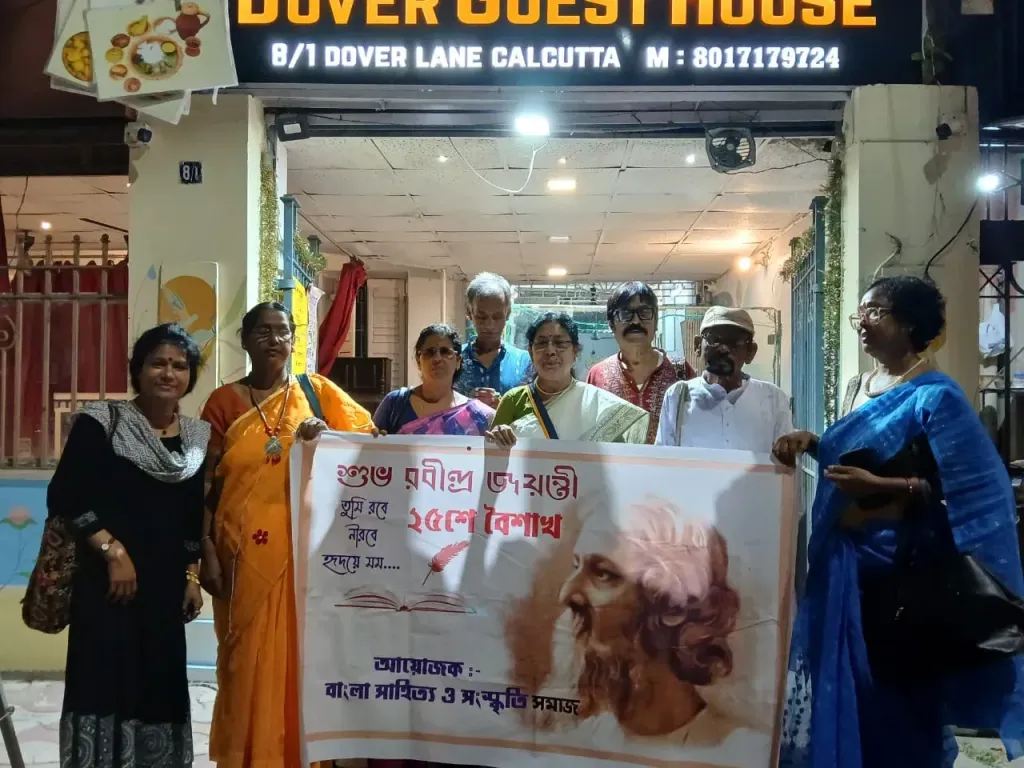 DOVER GUEST HOUSE
8/1 DOVER LANE CALCUTTA M : 8017179724
8/1
শুভ রবীন্দ্র জয়ন্তী
তুমি রবে
নীরবে
হৃদয়ে মম....
২৫শে বৈশাখ
আয়োজক :-
বাংলা সাহিত্য ও সংস্কৃতি সমাজ